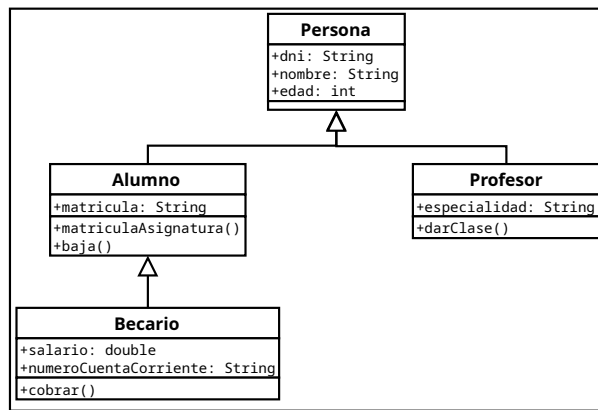 Persona
+dni: String
+nombre: String
+edad: int
Alumno
+matricula: String
+matriculaAsignatura()
+baja()
Profesor
+especialidad: String
+darClase()
Becario
+salario: double
+numeroCuentaCorriente: String
+cobrar()